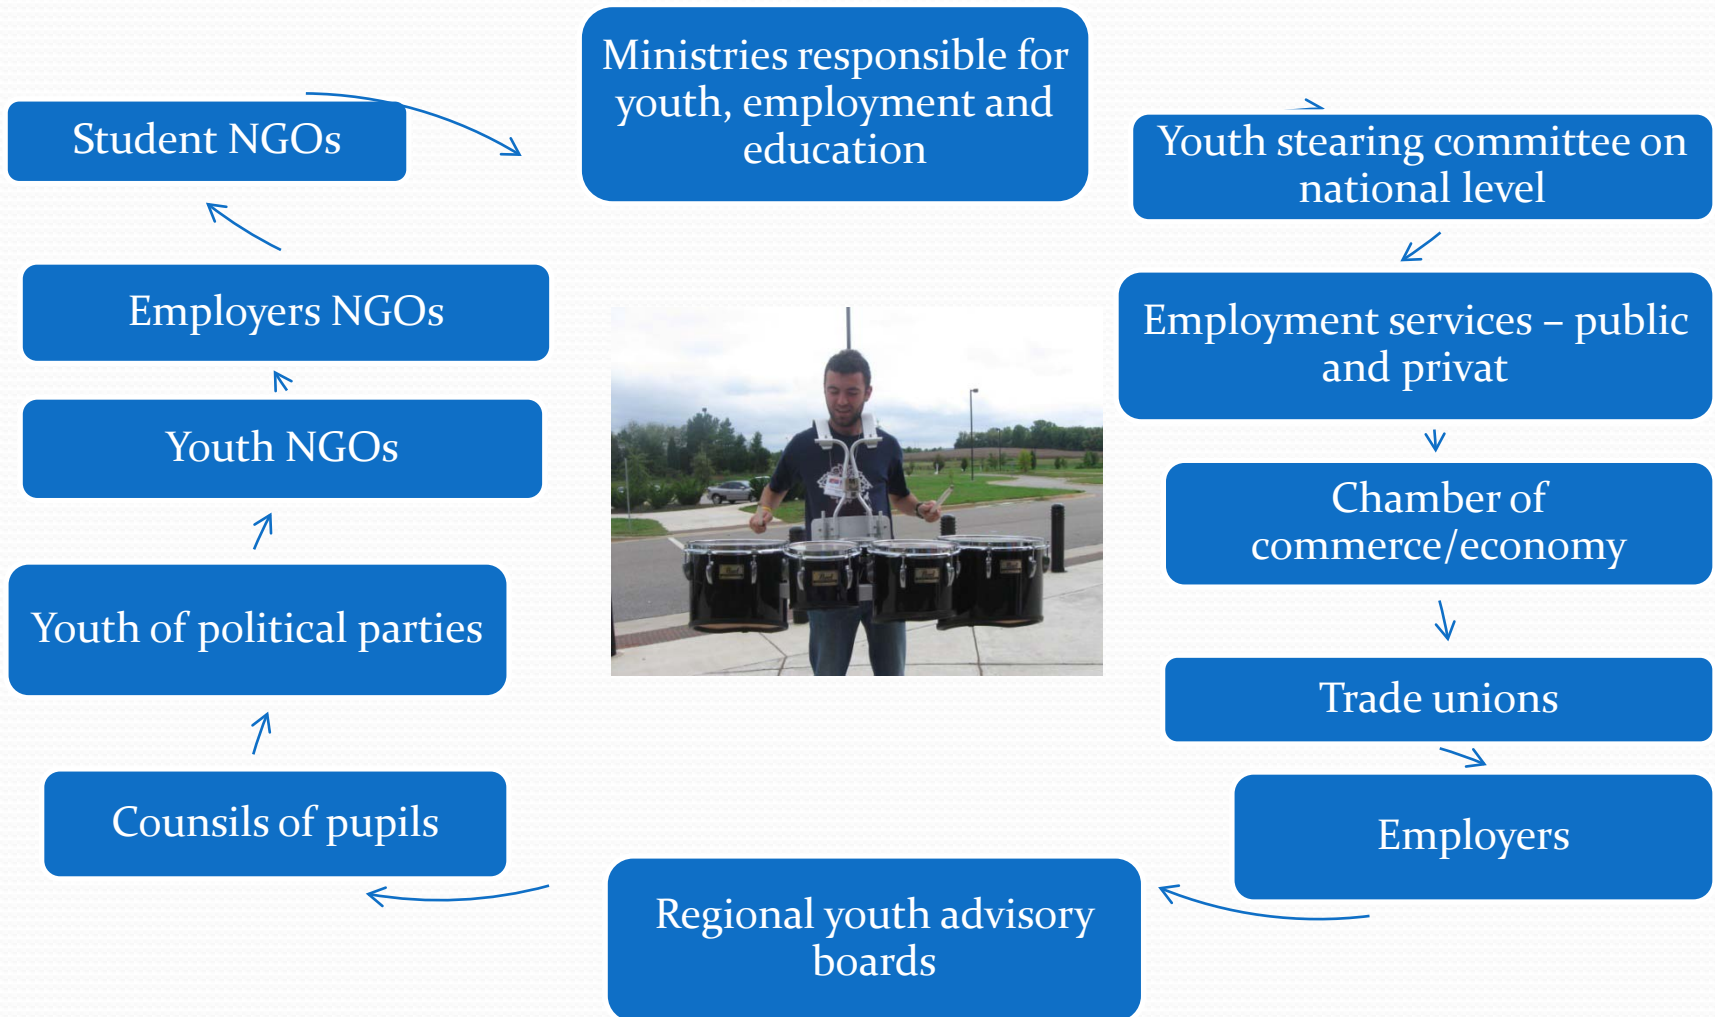 Ministries responsible for
youth, employment and
education
Youth stearing committee on
national level
Employment services – public
and privat
Chamber of
commerce/economy
Trade unions
Employers
Regional youth advisory
boards
Counsils of pupils
Youth of political parties
Youth NGOs
Employers NGOs
Student NGOs